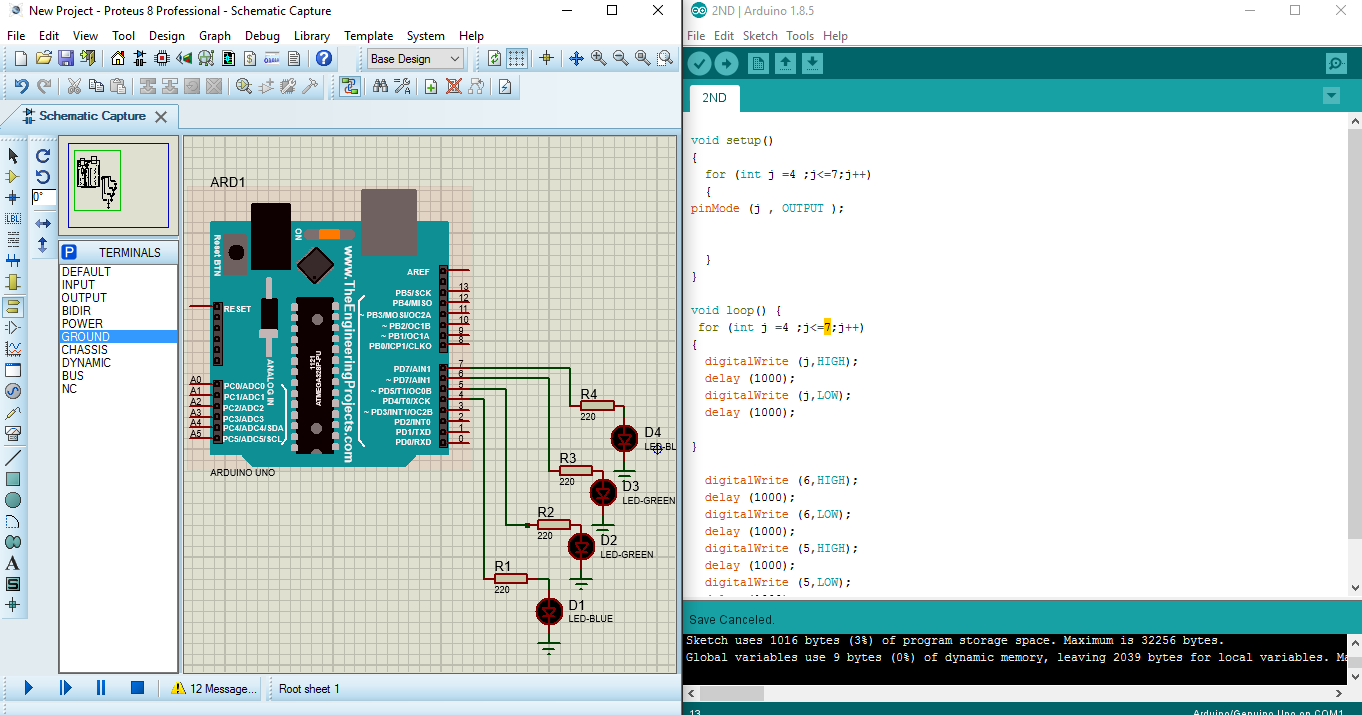 New Project - Proteus 8 Professional - Schematic Capture
File Edit View Tool Design Graph Debug Library Template System Help
Base Design
Schematic Capture
0°
LBL
P TERMINALS
DEFAULT
INPUT
OUTPUT
BIDIR
POWER
GROUND
CHASSIS
DYNAMIC
BUS
NC
A
S
ARD1
Reset BTN
ON
www.TheEngineeringProjects.com
ANALOG IN
ATMEGA328P-PU
1121
RESET
A0 PC0/ADC0
A1 PC1/ADC1
A2 PC2/ADC2
A3 PC3/ADC3
A4 PC4/ADC4/SDA
A5 PC5/ADC5/SCL
AREF
PB5/SCK 13
PB4/MISO 12
~ PB3/MOSI/OC2A 11
~ PB2/OC1B 10
~ PB1/OC1A 9
PB0/ICP1/CLKO 8
PD7/AIN1 7
~ PD7/AIN1 6
~ PD5/T1/OC0B 5
PD4/T0/XCK 4
~ PD3/INT1/OC2B 3
PD2/INT0 2
PD1/TXD 1
PD0/RXD 0
ARDUINO UNO
R4
220
D4
LED-BL
R3
220
D3
LED-GREEN
R2
220
D2
LED-GREEN
R1
220
D1
LED-BLUE
12 Message...
Root sheet 1
2ND | Arduino 1.8.5
File Edit Sketch Tools Help
2ND
void setup()
{
for (int j =4 ;j<=7;j++)
{
pinMode (j , OUTPUT );
}
}
void loop() {
for (int j =4 ;j<=7;j++)
{
digitalWrite (j,HIGH);
delay (1000);
digitalWrite (j,LOW);
delay (1000);
}
digitalWrite (6,HIGH);
delay (1000);
digitalWrite (6,LOW);
delay (1000);
digitalWrite (5,HIGH);
delay (1000);
digitalWrite (5,LOW);
Save Canceled.
Sketch uses 1016 bytes (3%) of program storage space. Maximum is 32256 bytes.
Global variables use 9 bytes (0%) of dynamic memory, leaving 2039 bytes for local variables. Ma
13
Arduino/Genuino Uno on COM1